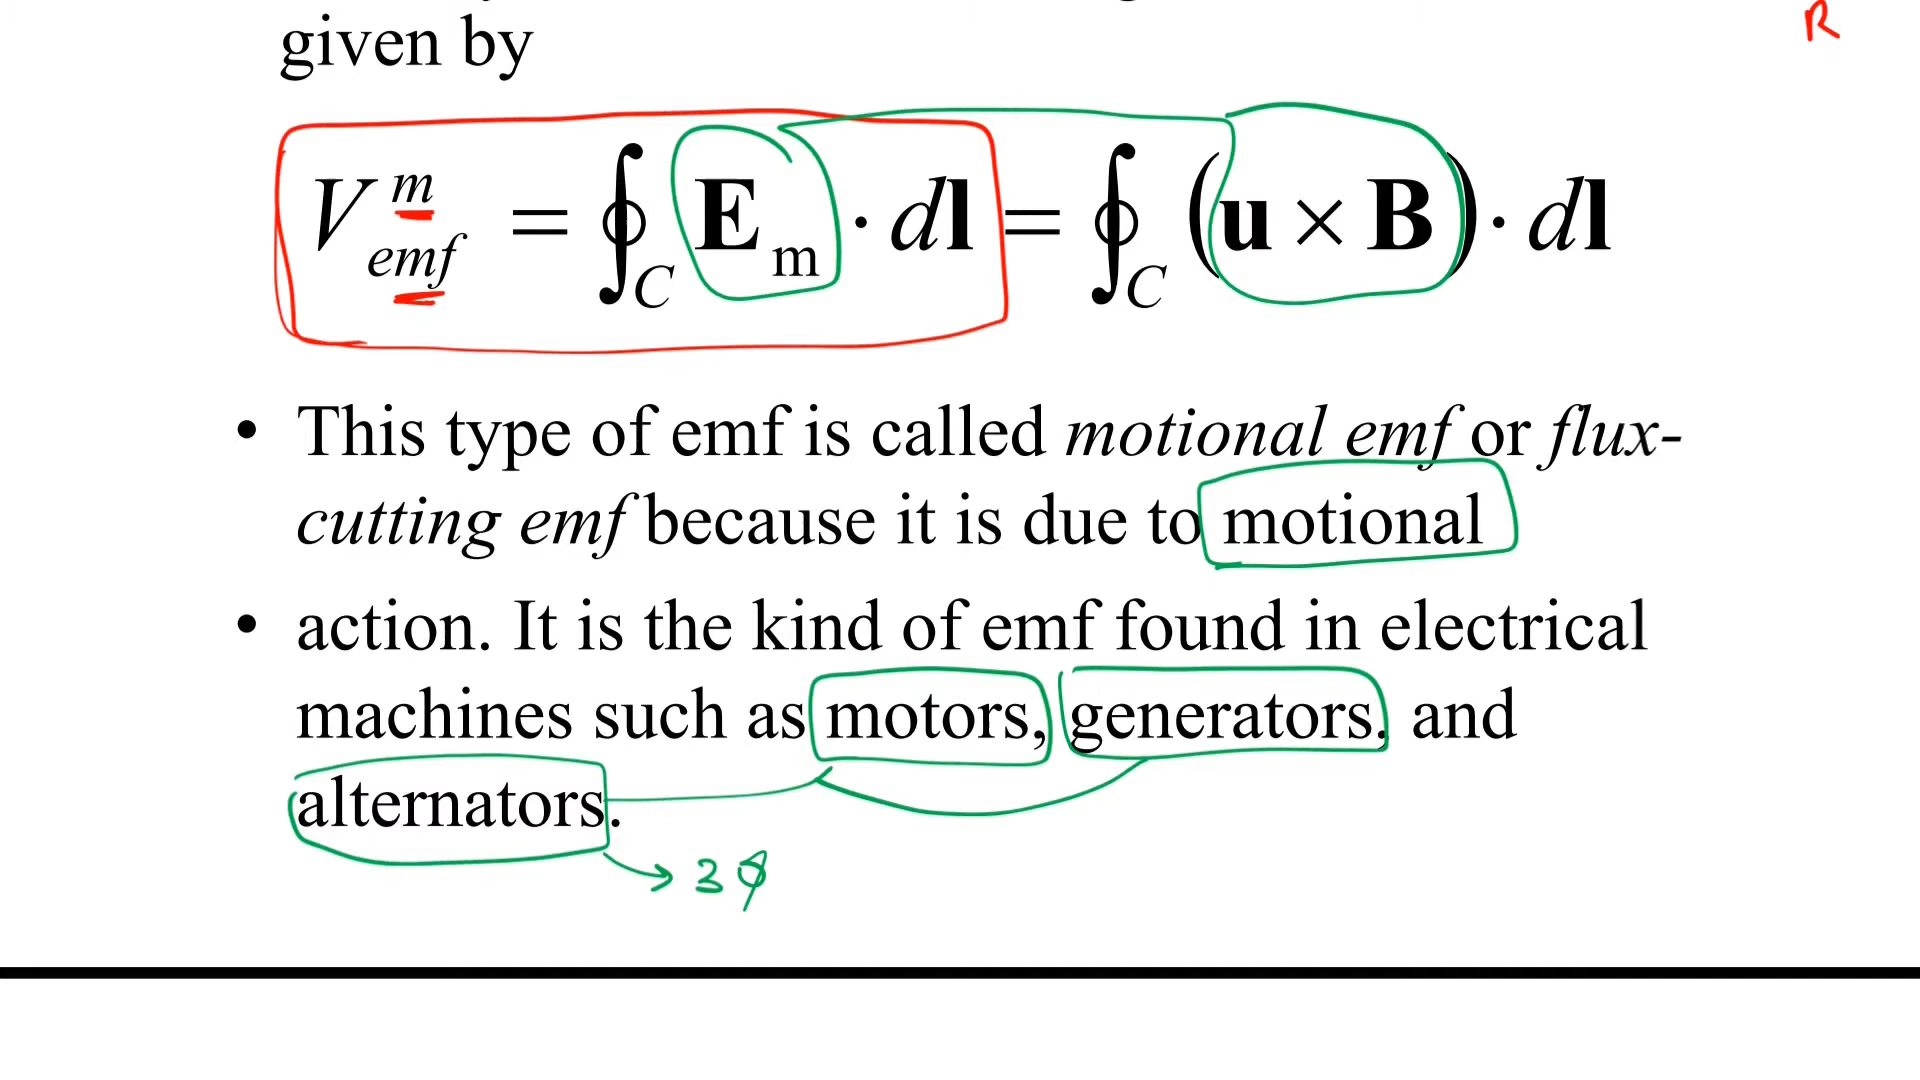 given by
R
V^m_emf = ∮_C E_m · dl = ∮_C (u × B) · dl
• This type of emf is called motional emf or flux-
cutting emf because it is due to motional
• action. It is the kind of emf found in electrical
machines such as motors, generators, and
alternators.
→ 3 φ